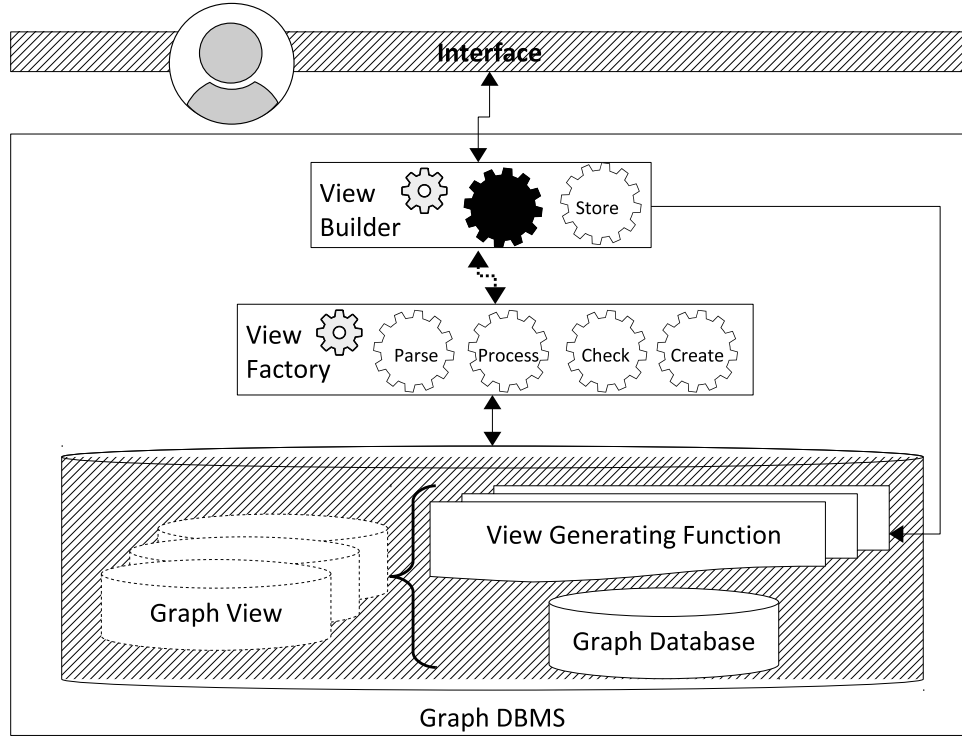 Interface
View
Builder
Store
View
Factory
Parse
Process
Check
Create
View Generating Function
Graph View
Graph Database
Graph DBMS